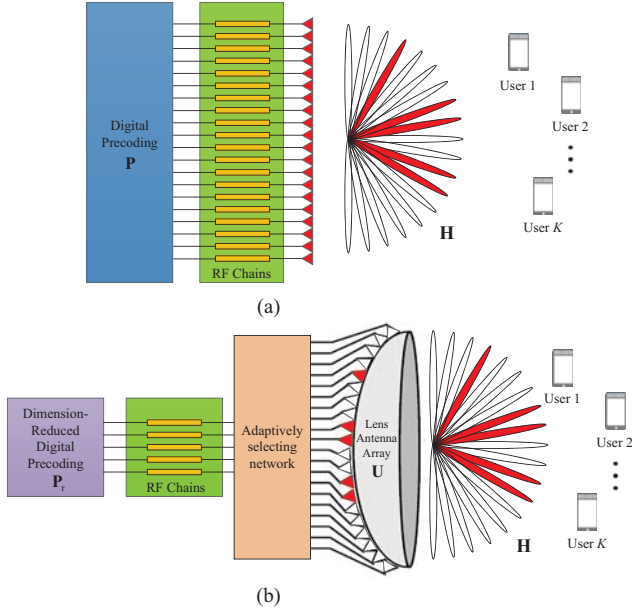 Digital
Precoding
P
RF Chains
H
User 1
User 2
User K
(a)
Dimension-
Reduced
Digital
Precoding
Pr
RF Chains
Adaptively
selecting
network
Lens
Antenna
Array
U
H
User 1
User 2
User K
(b)